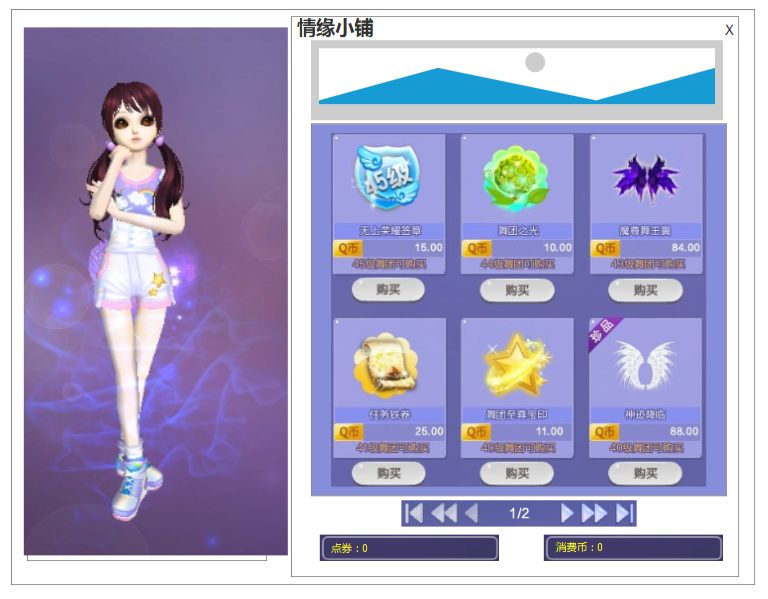 情缘小铺
X
45级
无上荣耀签章
Q币 15.00
45级舞团可购买
购买
舞团之光
Q币 10.00
44级舞团可购买
购买
魔尊舞王翼
Q币 84.00
43级舞团可购买
购买
任务铁卷
Q币 25.00
41级舞团可购买
购买
舞团至尊宝印
Q币 11.00
40级舞团可购买
购买
珍品
神迹降临
Q币 88.00
40级舞团可购买
购买
1/2
点券：0
消费币：0